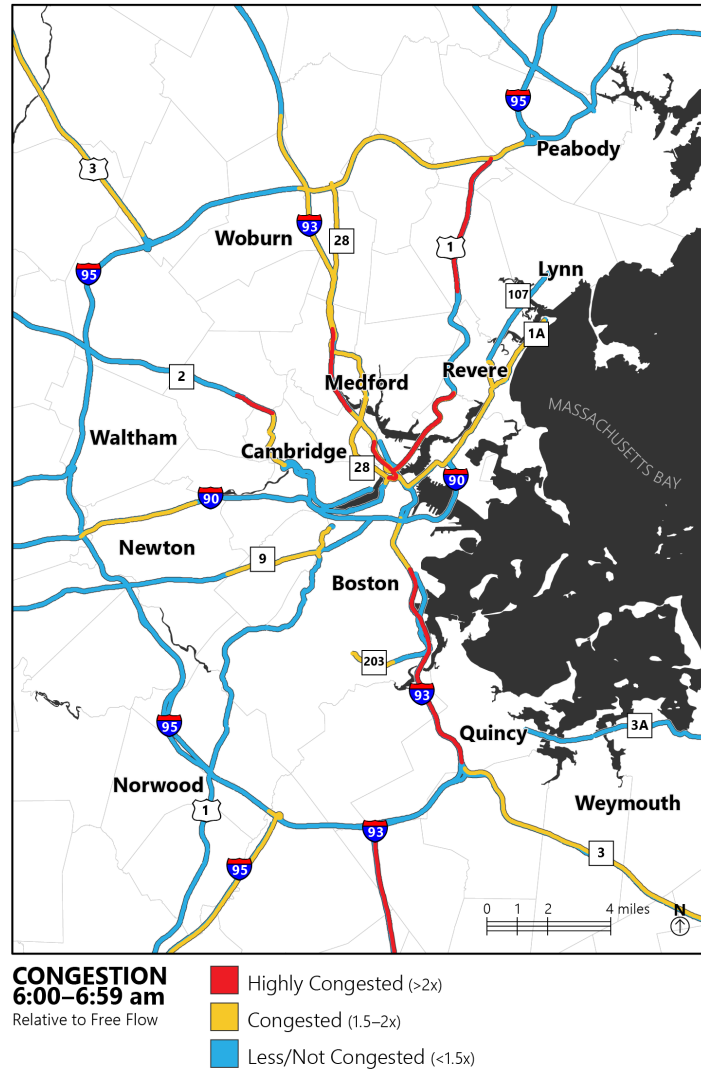 95
Peabody
3
Woburn
93
28
1
Lynn
107
95
1A
2
Medford
Revere
MASSACHUSETTS BAY
Waltham
Cambridge
28
90
90
Newton
9
Boston
203
93
95
Quincy
3A
Norwood
1
Weymouth
93
3
95
0 1 2 4 miles
N
CONGESTION
6:00–6:59 am
Relative to Free Flow
Highly Congested (>2x)
Congested (1.5–2x)
Less/Not Congested (<1.5x)